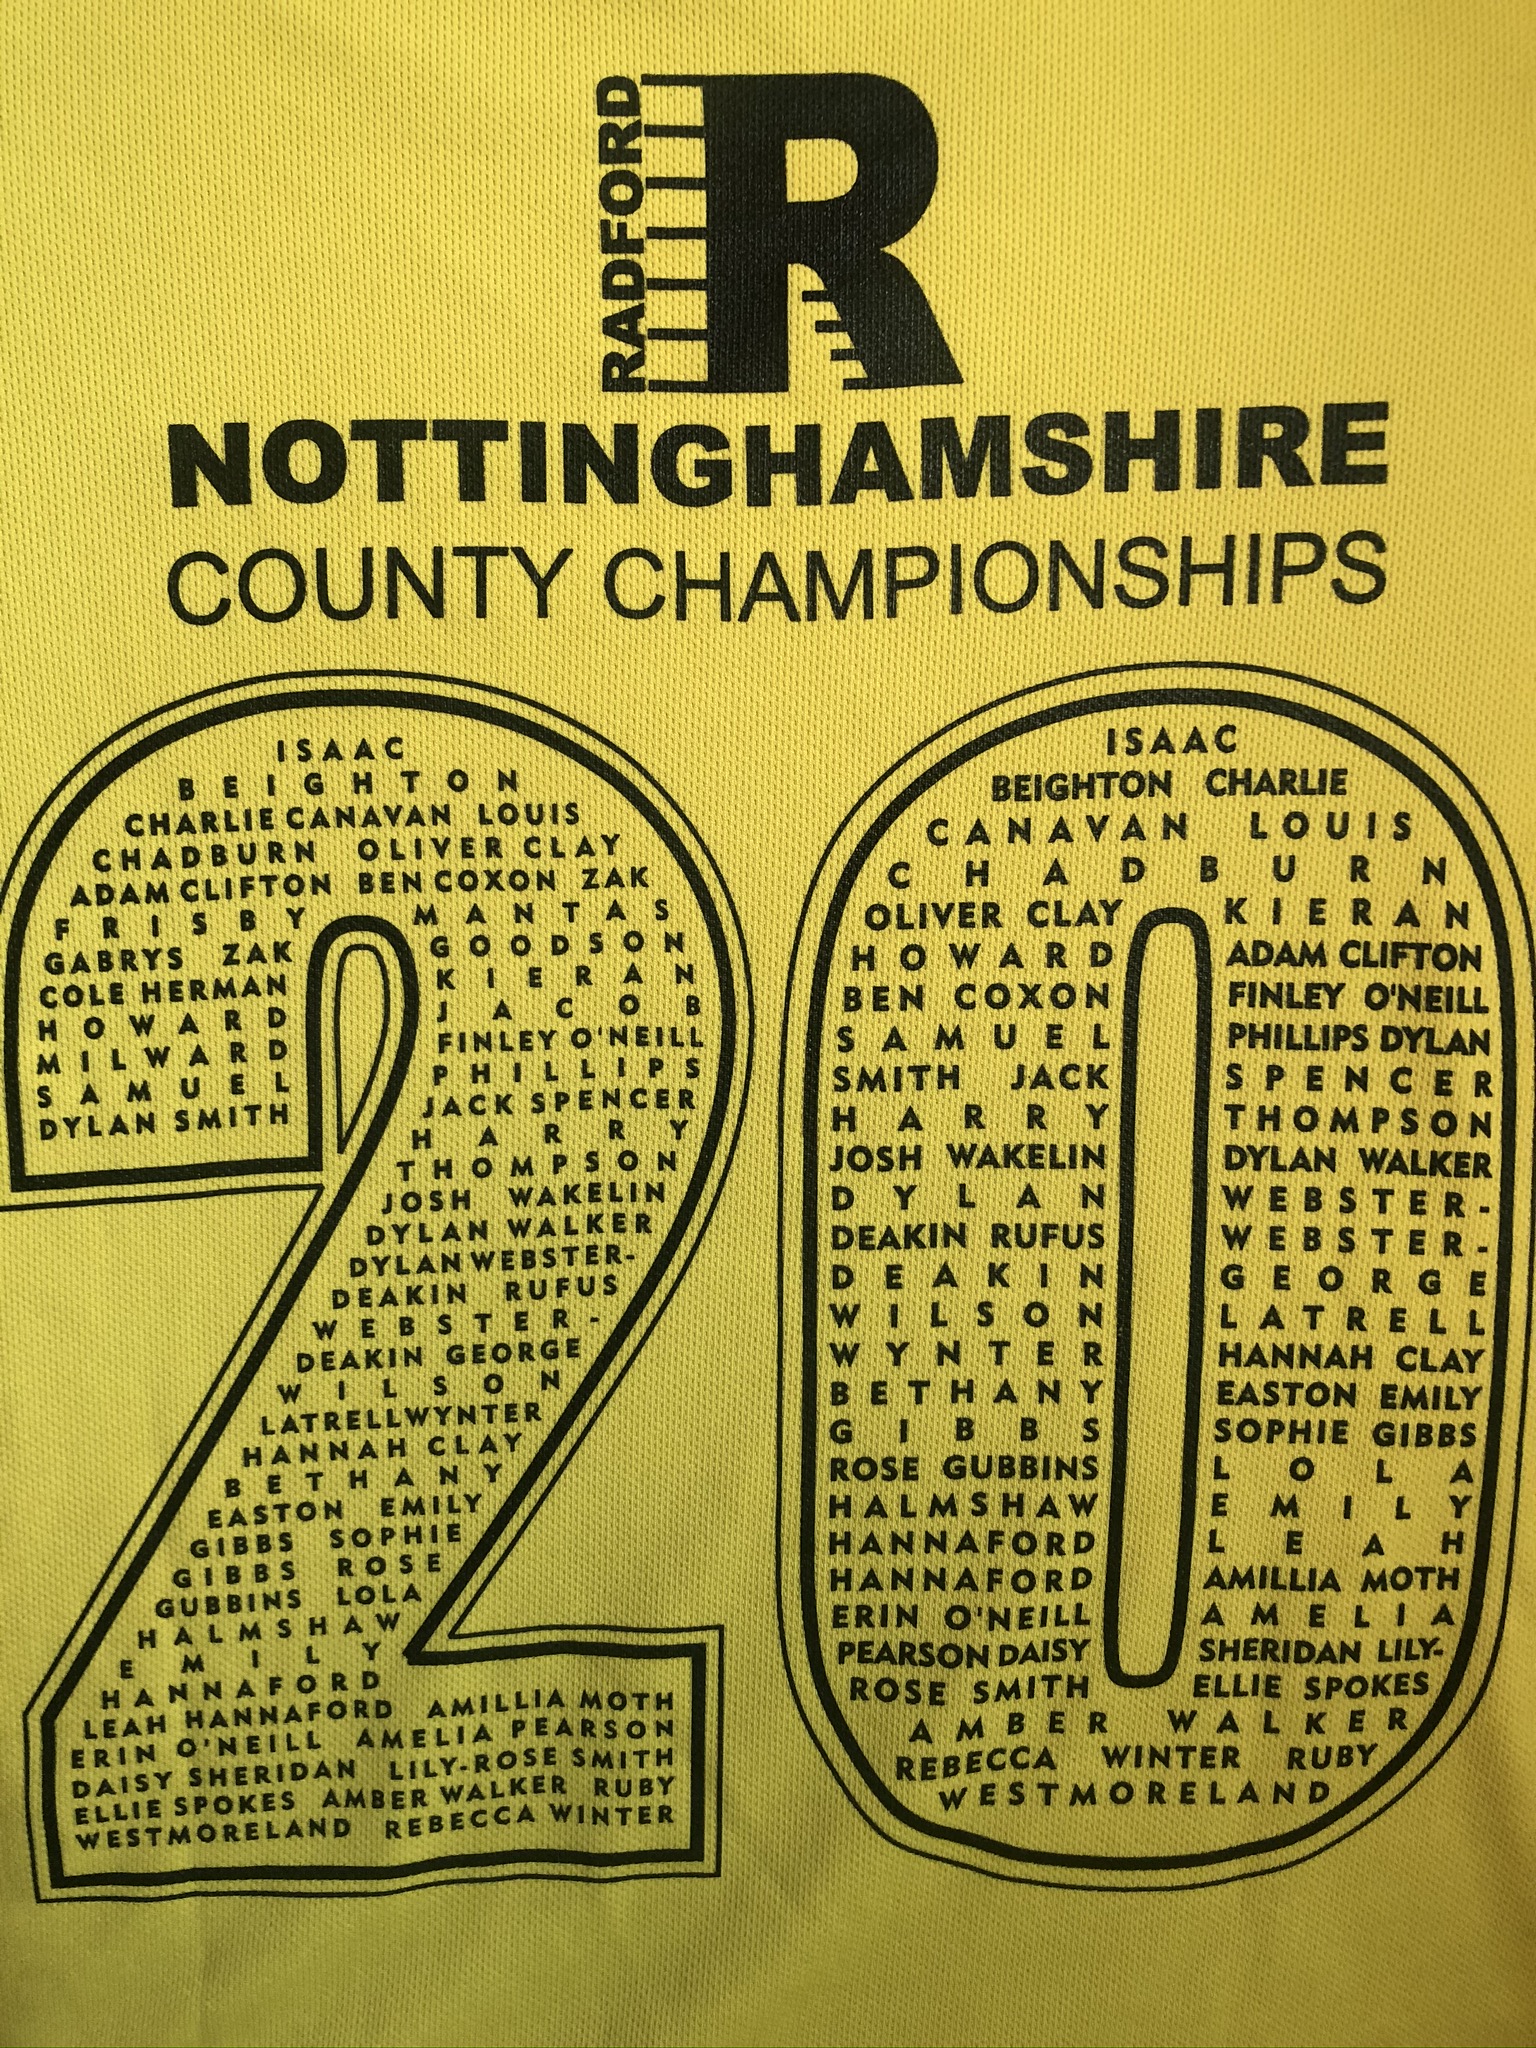 RADFORD
R
NOTTINGHAMSHIRE
COUNTY CHAMPIONSHIPS
ISAAC
BEIGHTON
CHARLIE CANAVAN LOUIS
CHADBURN OLIVER CLAY
ADAM CLIFTON BEN COXON ZAK
FRISBY MANTAS
GABRYS ZAK GOODSON
COLE HERMAN KIERAN
HOWARD JACOB
MILWARD FINLEY O'NEILL
SAMUEL PHILLIPS
DYLAN SMITH JACK SPENCER
HARRY
THOMPSON
JOSH WAKELIN
DYLAN WALKER
DYLAN WEBSTER-
DEAKIN RUFUS
WEBSTER-
DEAKIN GEORGE
WILSON
LATRELL WYNTER
HANNAH CLAY
BETHANY
EASTON EMILY
GIBBS SOPHIE
GIBBS ROSE
GUBBINS LOLA
HALMSHAW
EMILY
HANNAFORD
LEAH HANNAFORD AMILLIA MOTH
ERIN O'NEILL AMELIA PEARSON
DAISY SHERIDAN LILY-ROSE SMITH
ELLIE SPOKES AMBER WALKER RUBY
WESTMORELAND REBECCA WINTER
ISAAC
BEIGHTON CHARLIE
CANAVAN LOUIS
CHADBURN
OLIVER CLAY KIERAN
HOWARD ADAM CLIFTON
BEN COXON FINLEY O'NEILL
SAMUEL PHILLIPS DYLAN
SMITH JACK SPENCER
HARRY THOMPSON
JOSH WAKELIN DYLAN WALKER
DYLAN WEBSTER-
DEAKIN RUFUS WEBSTER-
DEAKIN GEORGE
WILSON LATRELL
WYNTER HANNAH CLAY
BETHANY EASTON EMILY
GIBBS SOPHIE GIBBS
ROSE GUBBINS LOLA
HALMSHAW EMILY
HANNAFORD LEAH
HANNAFORD AMILLIA MOTH
ERIN O'NEILL AMELIA
PEARSON DAISY SHERIDAN LILY-
ROSE SMITH ELLIE SPOKES
AMBER WALKER
REBECCA WINTER RUBY
WESTMORELAND